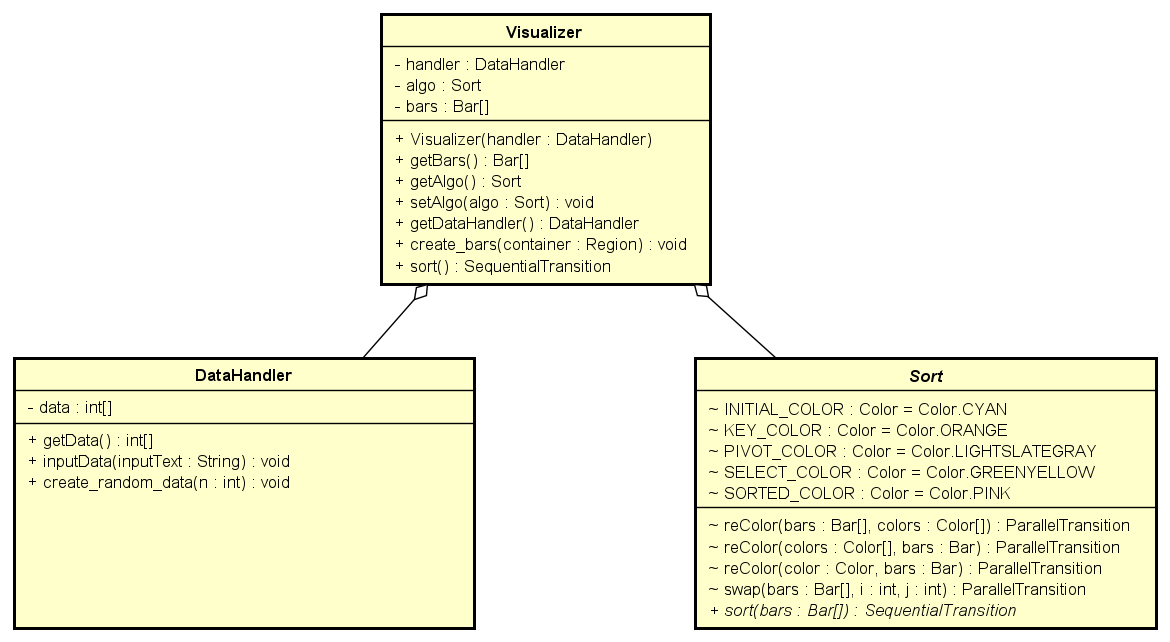 Visualizer
- handler : DataHandler
- algo : Sort
- bars : Bar[]
+ Visualizer(handler : DataHandler)
+ getBars() : Bar[]
+ getAlgo() : Sort
+ setAlgo(algo : Sort) : void
+ getDataHandler() : DataHandler
+ create_bars(container : Region) : void
+ sort() : SequentialTransition
DataHandler
- data : int[]
+ getData() : int[]
+ inputData(inputText : String) : void
+ create_random_data(n : int) : void
Sort
~ INITIAL_COLOR : Color = Color.CYAN
~ KEY_COLOR : Color = Color.ORANGE
~ PIVOT_COLOR : Color = Color.LIGHTSLATEGRAY
~ SELECT_COLOR : Color = Color.GREENYELLOW
~ SORTED_COLOR : Color = Color.PINK
~ reColor(bars : Bar[], colors : Color[]) : ParallelTransition
~ reColor(colors : Color[], bars : Bar) : ParallelTransition
~ reColor(color : Color, bars : Bar) : ParallelTransition
~ swap(bars : Bar[], i : int, j : int) : ParallelTransition
+ sort(bars : Bar[]) : SequentialTransition